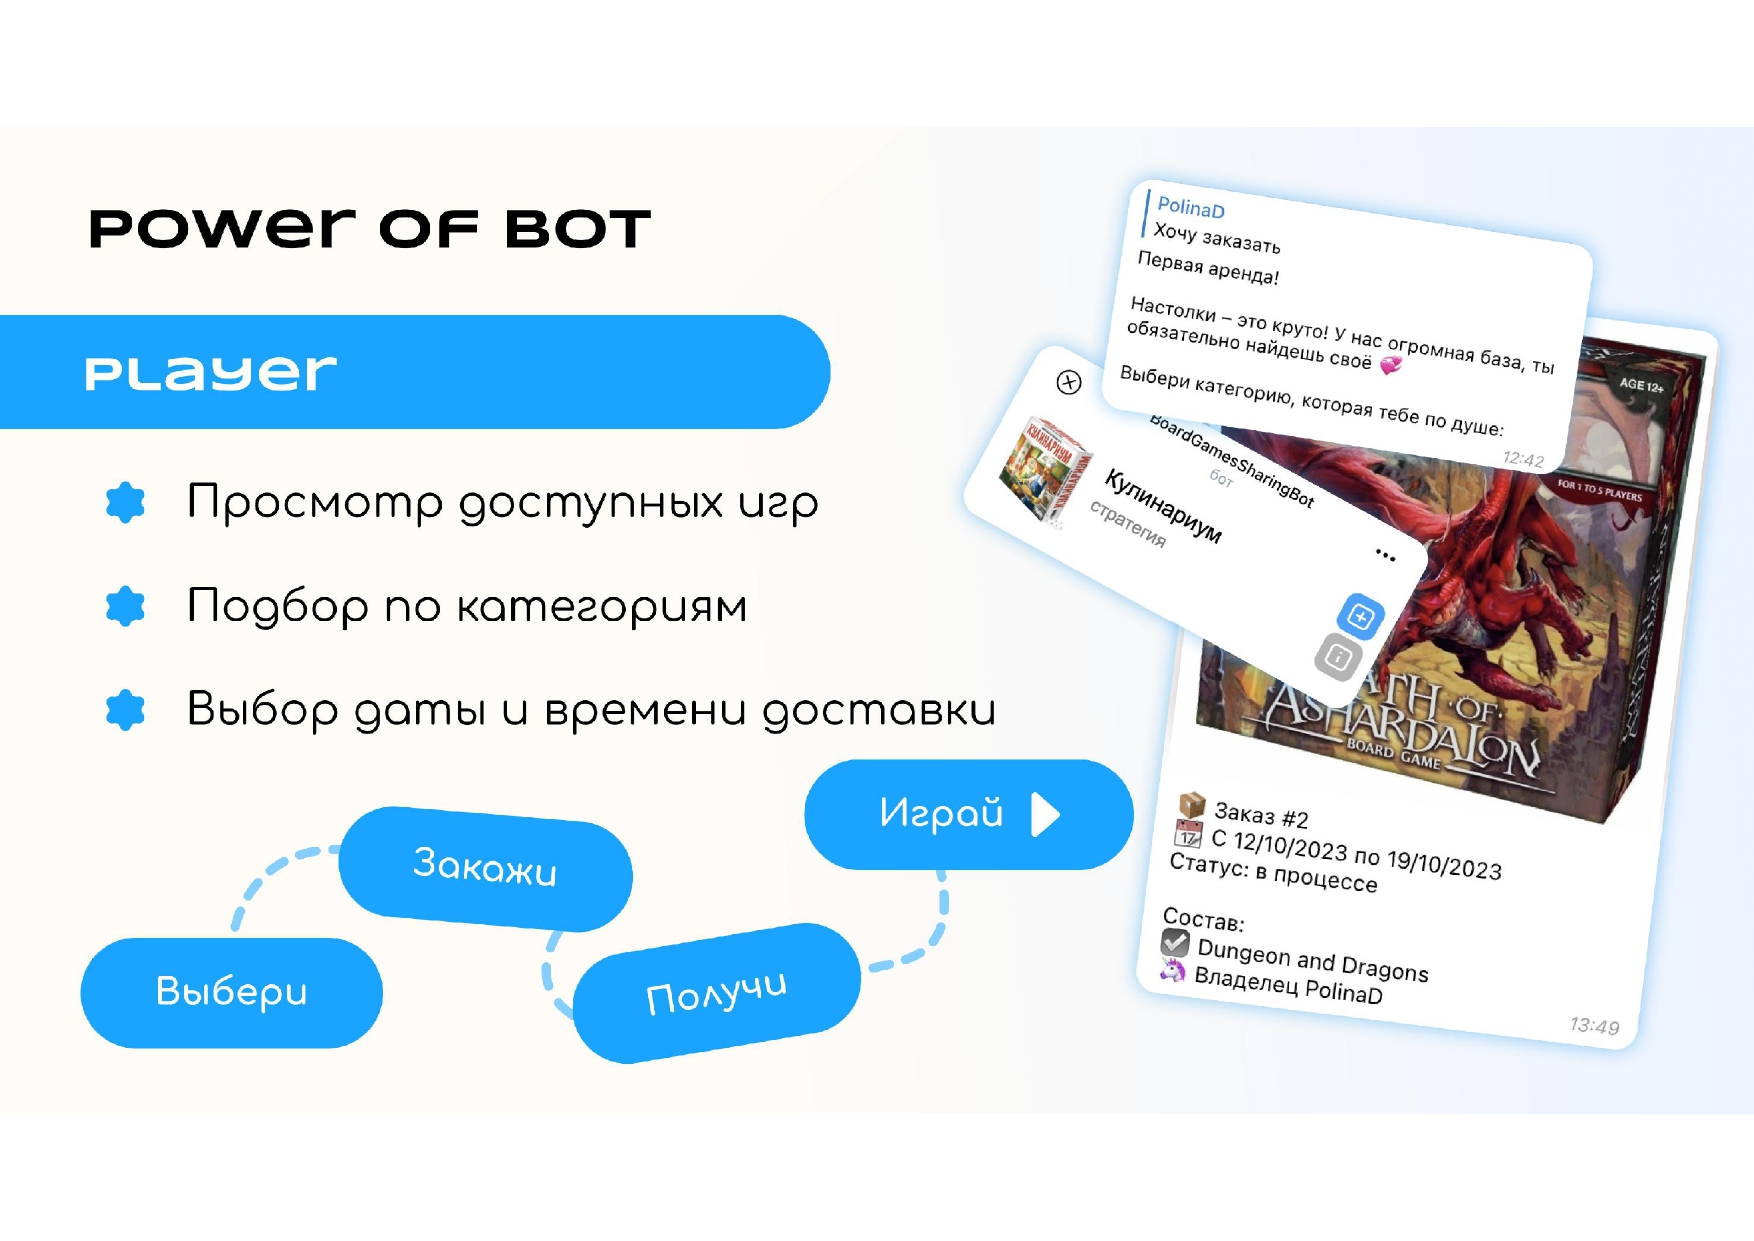 POWER OF BOT
PLayer
Просмотр доступных игр
Подбор по категориям
Выбор даты и времени доставки
Выбери
Закажи
Получи
Играй
PolinaD
Хочу заказать
Первая аренда!
Настолки – это круто! У нас огромная база, ты
обязательно найдешь своё 💞
Выбери категорию, которая тебе по душе:
12:42
BoardGamesSharingBot
бот
КУЛИНАРИУМ
Кулинариум
стратегия
AGE 12+
FOR 1 TO 5 PLAYERS
ATH OF
ASHARDALON
BOARD GAME
📦 Заказ #2
📅 С 12/10/2023 по 19/10/2023
Статус: в процессе
Состав:
☑️ Dungeon and Dragons
🦄 Владелец PolinaD
13:49